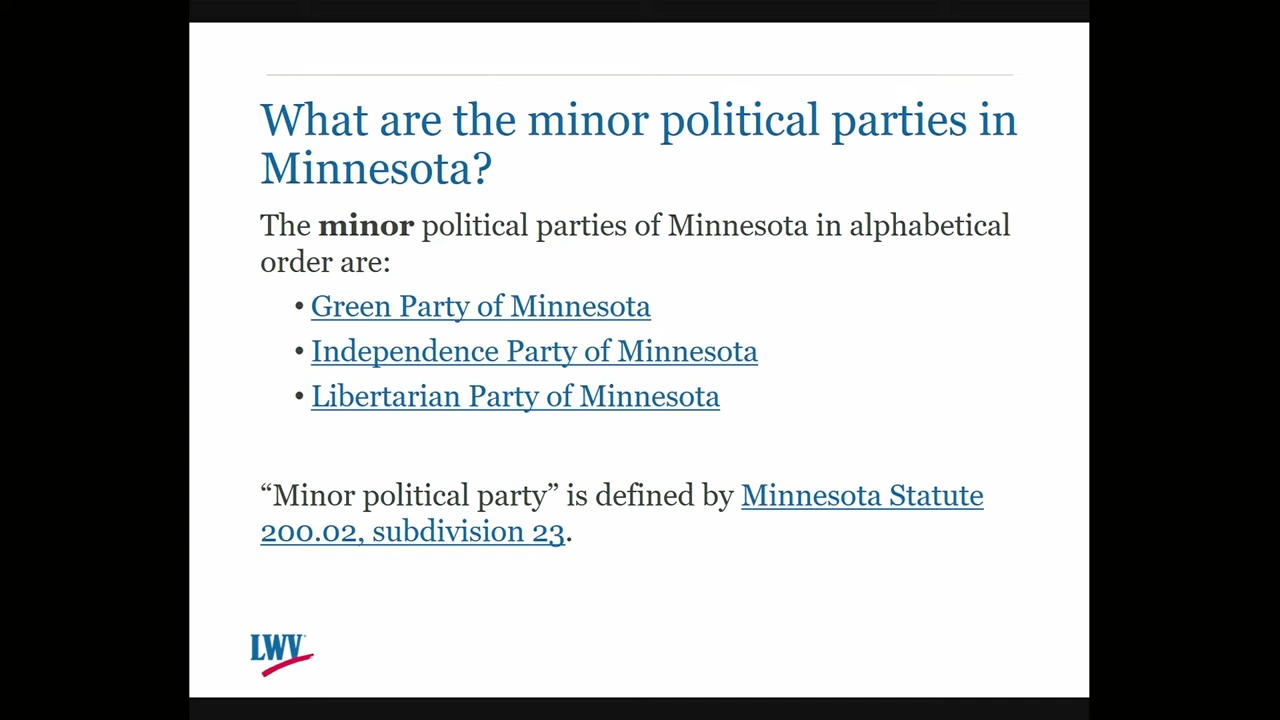 What are the minor political parties in
Minnesota?
The minor political parties of Minnesota in alphabetical
order are:
• Green Party of Minnesota
• Independence Party of Minnesota
• Libertarian Party of Minnesota
“Minor political party” is defined by Minnesota Statute
200.02, subdivision 23.
LWV